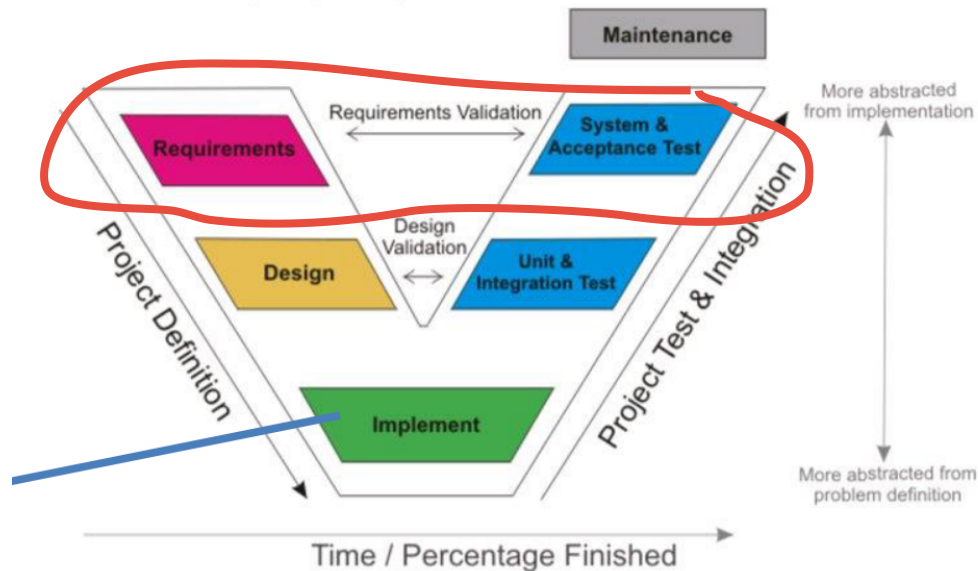 Maintenance
More abstracted
from implementation
Requirements Validation
System &
Acceptance Test
Requirements
Design
Validation
Design
Unit &
Integration Test
Project Definition
Project Test & Integration
Implement
More abstracted from
problem definition
Time / Percentage Finished